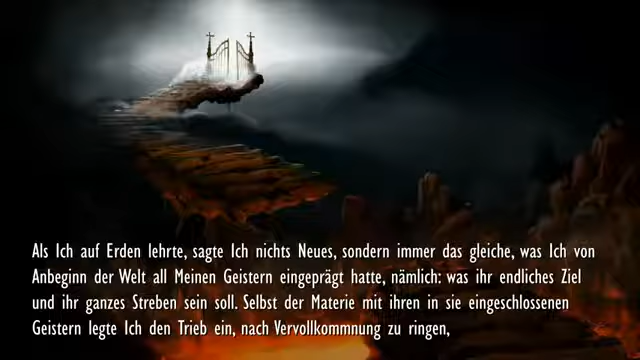 Als Ich auf Erden lehrte, sagte Ich nichts Neues, sondern immer das gleiche, was Ich von
Anbeginn der Welt all Meinen Geistern eingeprägt hatte, nämlich: was ihr endliches Ziel
und ihr ganzes Streben sein soll. Selbst der Materie mit ihren in sie eingeschlossenen
Geistern legte Ich den Trieb ein, nach Vervollkommnung zu ringen,